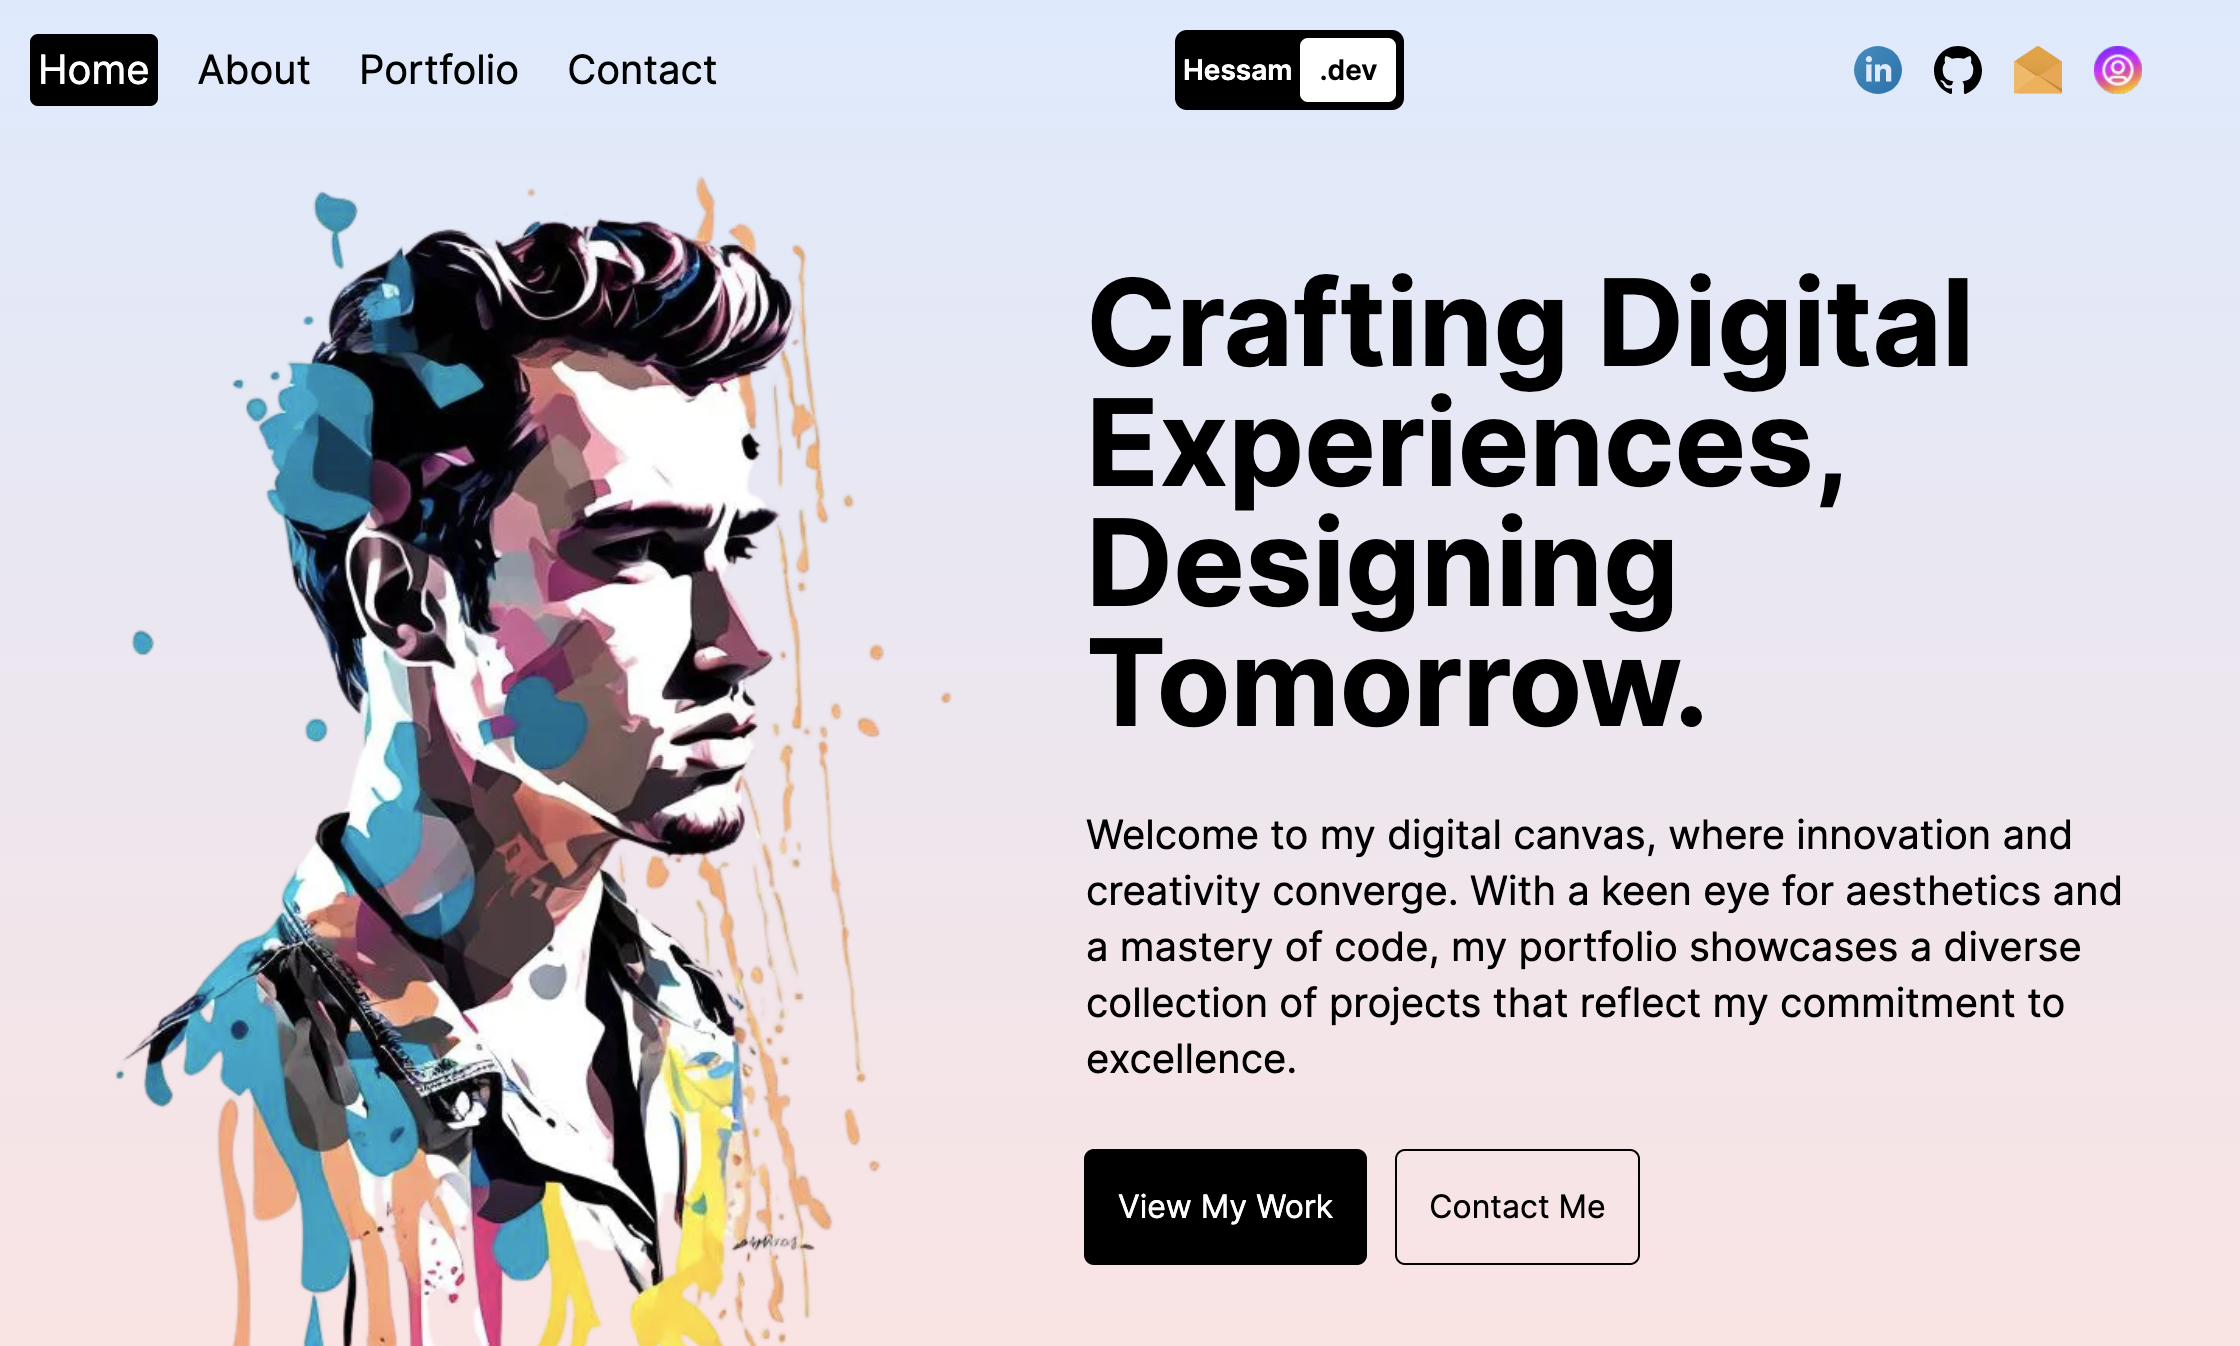 Home About Portfolio Contact Hessam .dev in
Crafting Digital
Experiences,
Designing
Tomorrow.
Welcome to my digital canvas, where innovation and
creativity converge. With a keen eye for aesthetics and
a mastery of code, my portfolio showcases a diverse
collection of projects that reflect my commitment to
excellence.
View My Work Contact Me